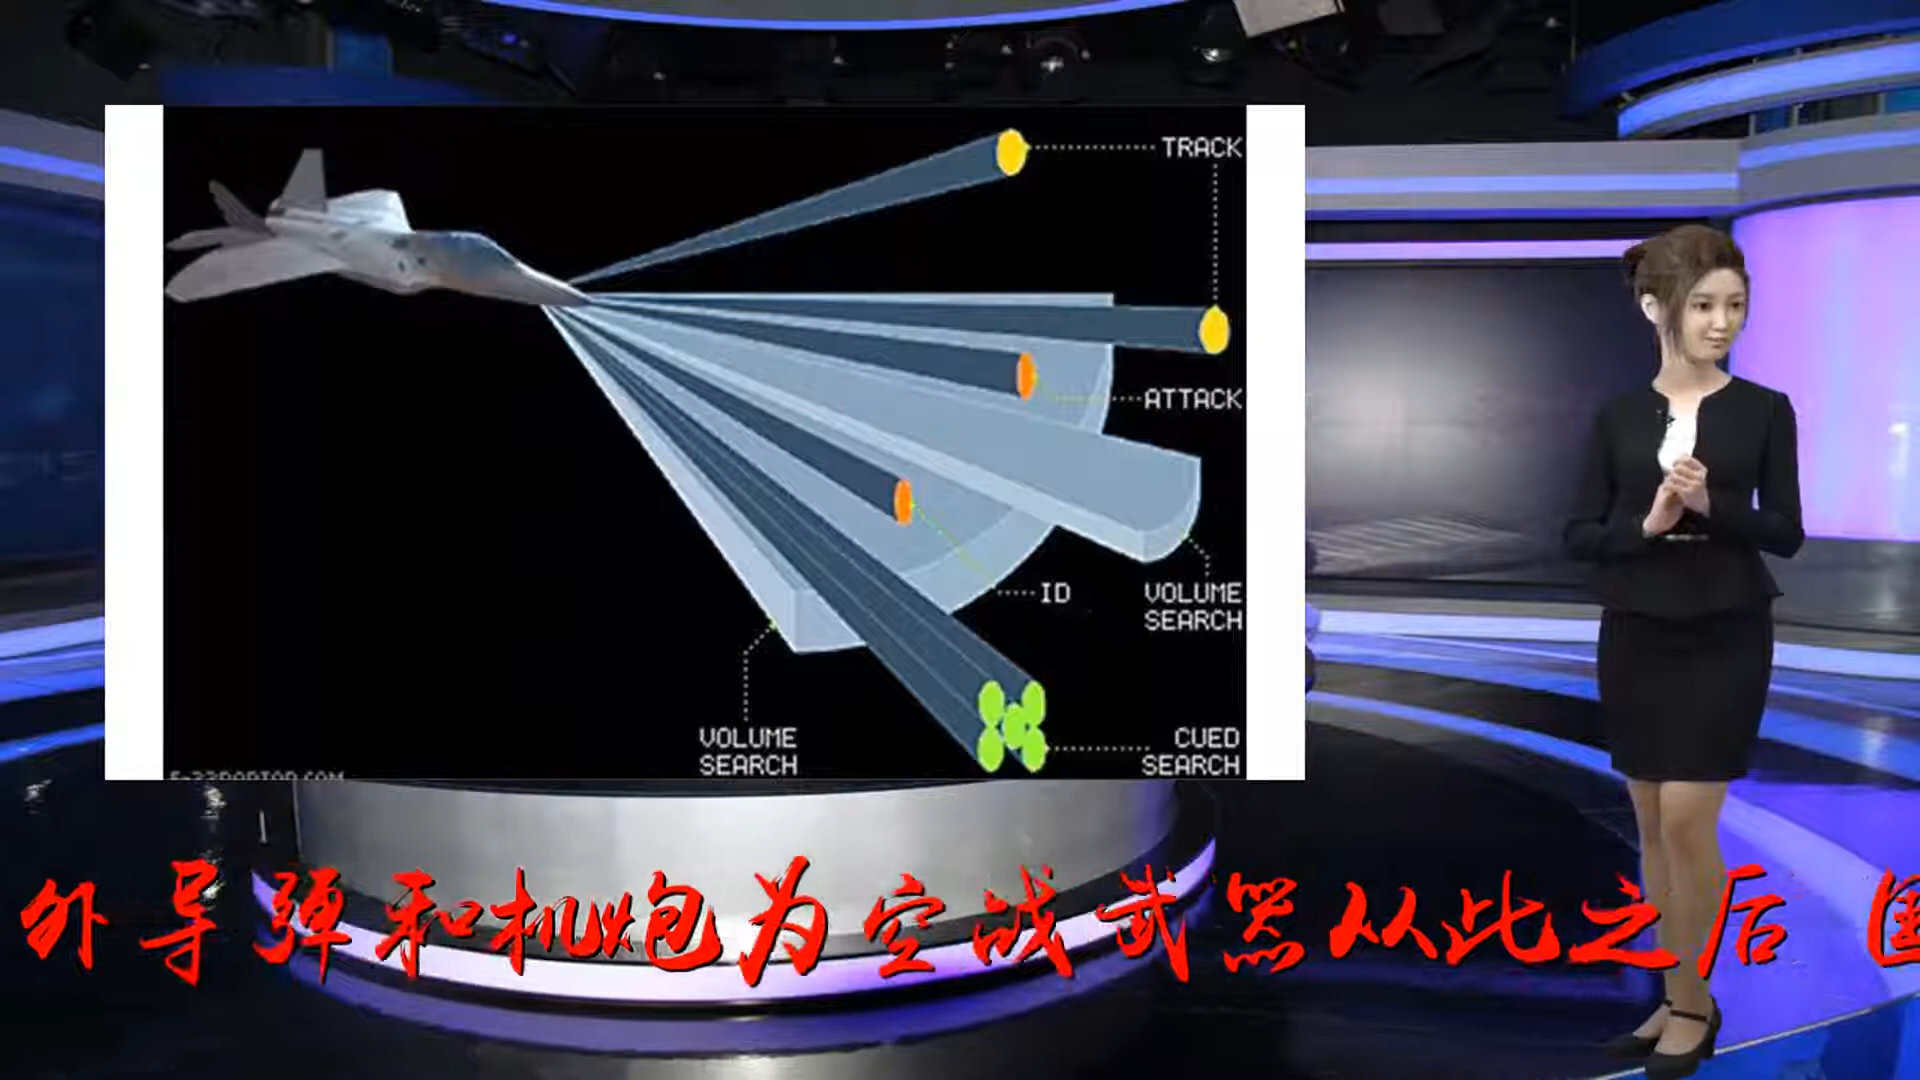 TRACK
ATTACK
ID
VOLUME
SEARCH
VOLUME
SEARCH
CUED
SEARCH
外导弹和机炮为空战武器从此之后